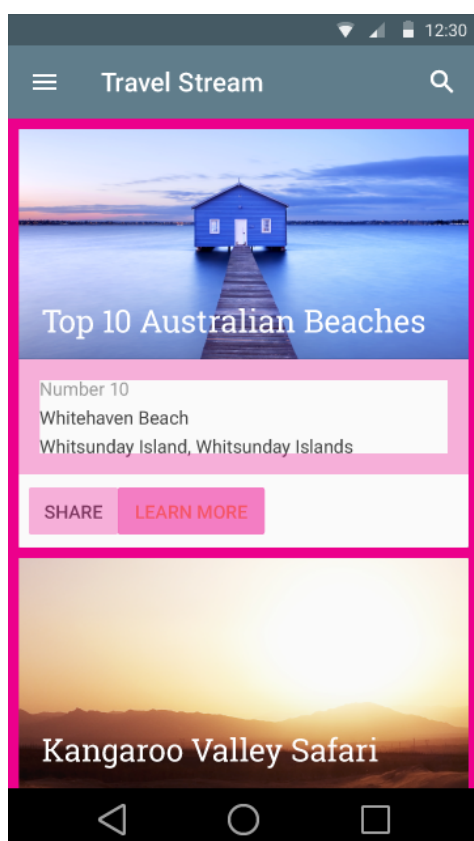 12:30
Travel Stream
Top 10 Australian Beaches
Number 10
Whitehaven Beach
Whitsunday Island, Whitsunday Islands
SHARE LEARN MORE
Kangaroo Valley Safari